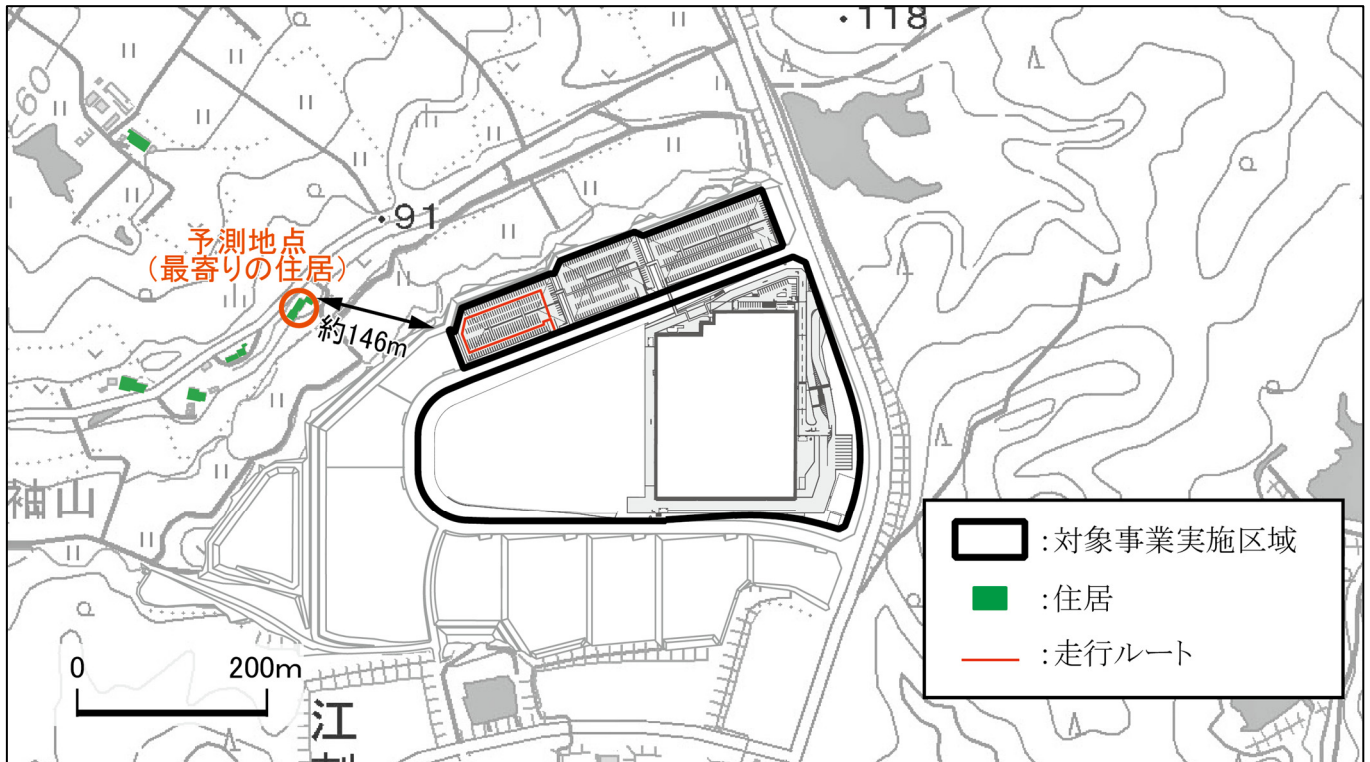 ・118
60
・91
予測地点
(最寄りの住居)
約146m
袖山
:対象事業実施区域
:住居
:走行ルート
0 200m
江